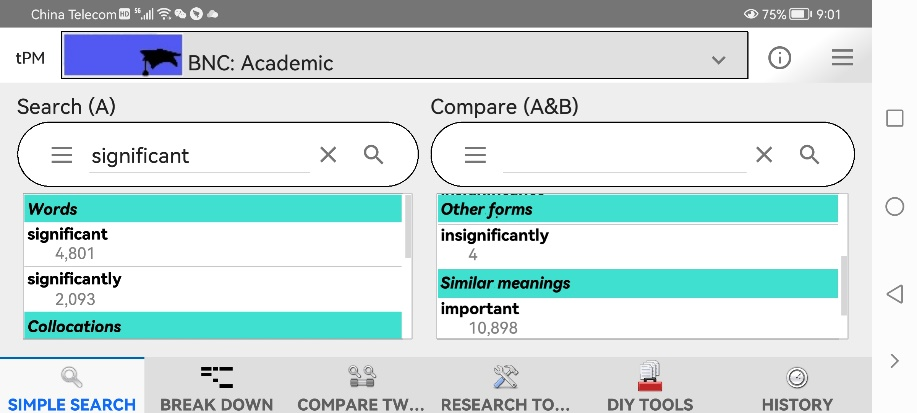 China Telecom HD 5G 75% 9:01
tPM BNC: Academic
Search (A)
significant
Words
significant
4,801
significantly
2,093
Collocations
Compare (A&B)
Other forms
insignificantly
4
Similar meanings
important
10,898
SIMPLE SEARCH BREAK DOWN COMPARE TW... RESEARCH TO... DIY TOOLS HISTORY